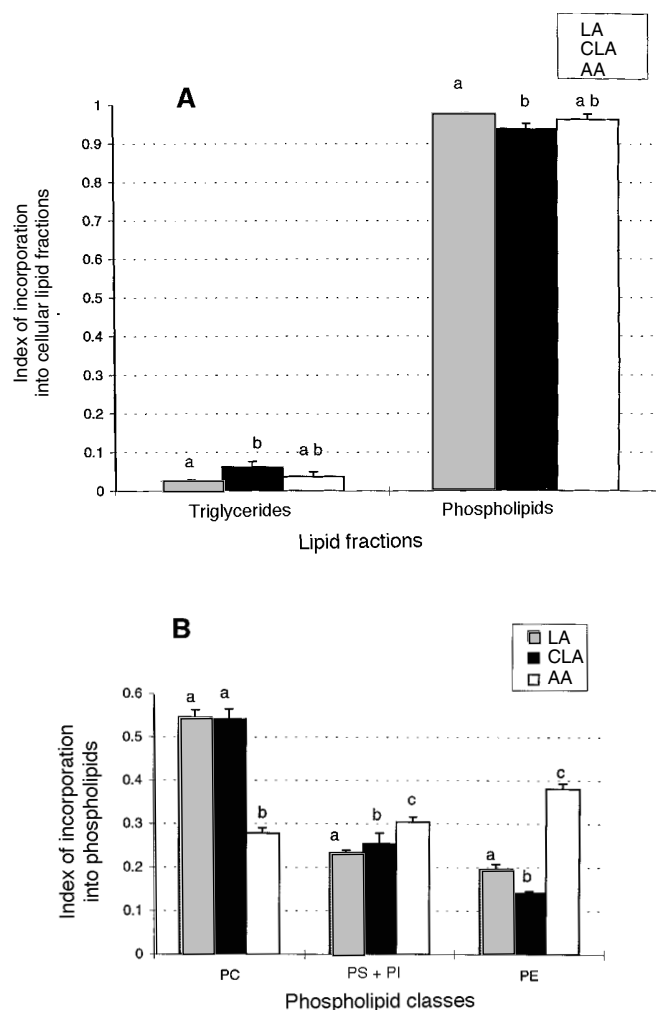 LA
CLA
AA
A
a
b
a b
1
0.9
0.8
0.7
0.6
0.5
0.4
0.3
0.2
0.1
0
a
b
a b
Index of incorporation
into cellular lipid fractions
Triglycerides
Phospholipids
Lipid fractions
B
LA
CLA
AA
0.6
0.5
0.4
0.3
0.2
0.1
0
a
a
b
a
b
c
a
b
c
Index of incorporation
into phospholipids
PC
PS + PI
PE
Phospholipid classes